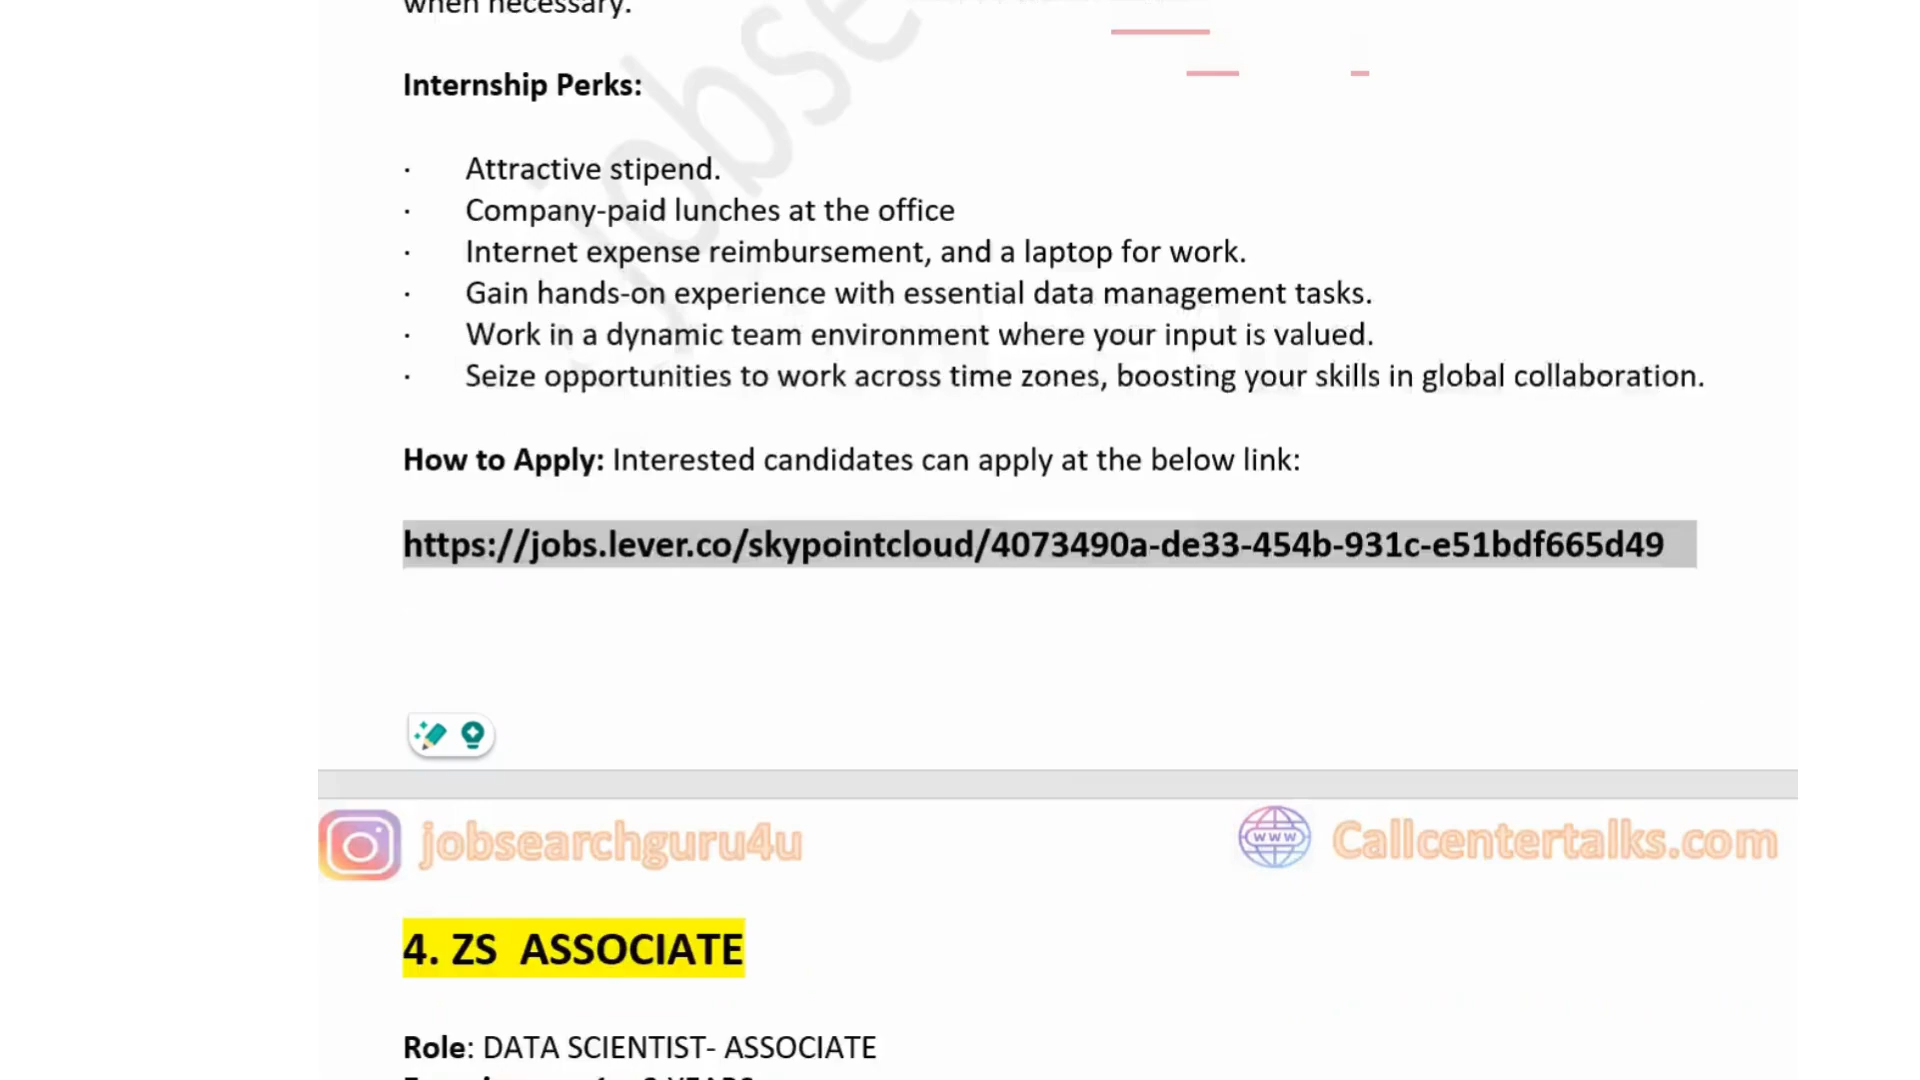 when necessary.
Internship Perks:
· Attractive stipend.
· Company-paid lunches at the office
· Internet expense reimbursement, and a laptop for work.
· Gain hands-on experience with essential data management tasks.
· Work in a dynamic team environment where your input is valued.
· Seize opportunities to work across time zones, boosting your skills in global collaboration.
How to Apply: Interested candidates can apply at the below link:
https://jobs.lever.co/skypointcloud/4073490a-de33-454b-931c-e51bdf665d49
jobsearchguru4u
www Callcentertalks.com
4. ZS ASSOCIATE
Role: DATA SCIENTIST- ASSOCIATE